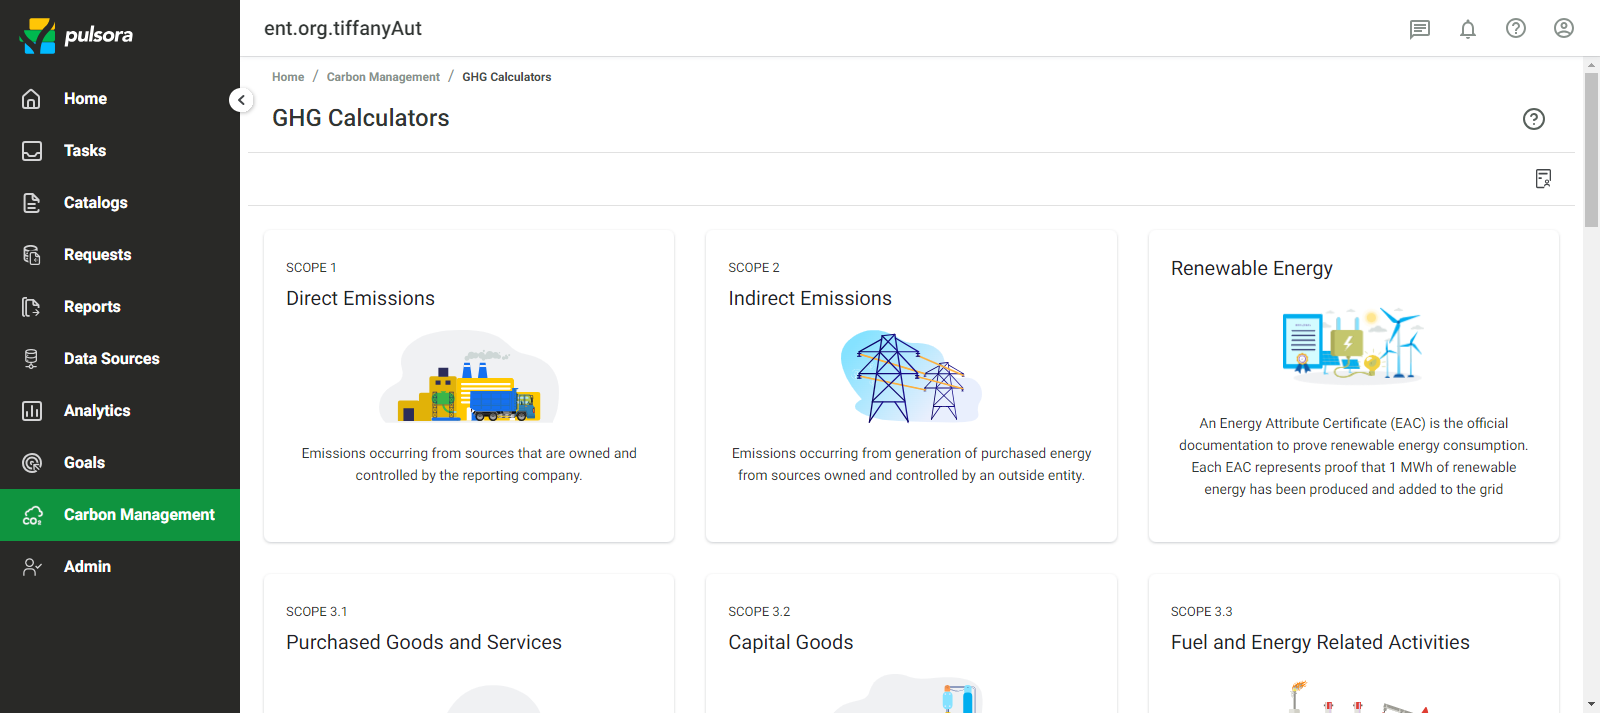 pulsora
ent.org.tiffanyAut
Home
Tasks
Catalogs
Requests
Reports
Data Sources
Analytics
Goals
Carbon Management
Admin
Home / Carbon Management / GHG Calculators
GHG Calculators
SCOPE 1
Direct Emissions
Emissions occurring from sources that are owned and
controlled by the reporting company.
SCOPE 2
Indirect Emissions
Emissions occurring from generation of purchased energy
from sources owned and controlled by an outside entity.
Renewable Energy
An Energy Attribute Certificate (EAC) is the official
documentation to prove renewable energy consumption.
Each EAC represents proof that 1 MWh of renewable
energy has been produced and added to the grid
SCOPE 3.1
Purchased Goods and Services
SCOPE 3.2
Capital Goods
SCOPE 3.3
Fuel and Energy Related Activities